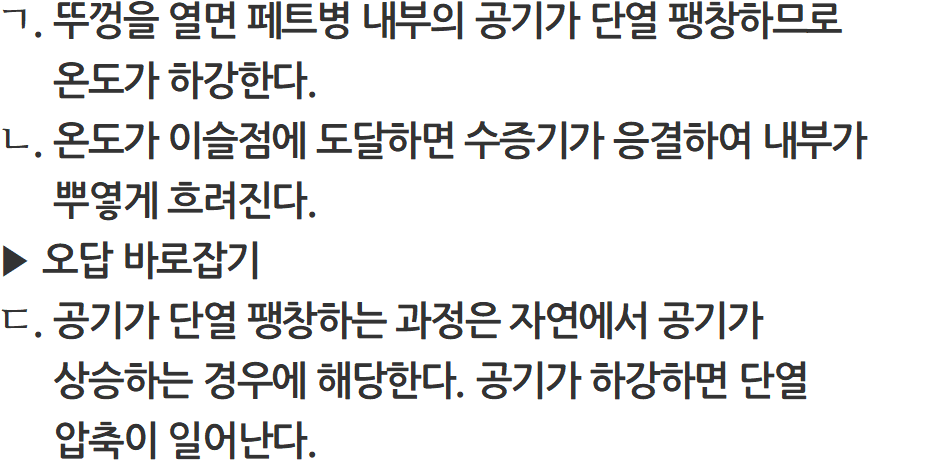 ㄱ. 뚜껑을 열면 페트병 내부의 공기가 단열 팽창하므로
온도가 하강한다.
ㄴ. 온도가 이슬점에 도달하면 수증기가 응결하여 내부가
뿌옇게 흐려진다.
▶ 오답 바로잡기
ㄷ. 공기가 단열 팽창하는 과정은 자연에서 공기가
상승하는 경우에 해당한다. 공기가 하강하면 단열
압축이 일어난다.